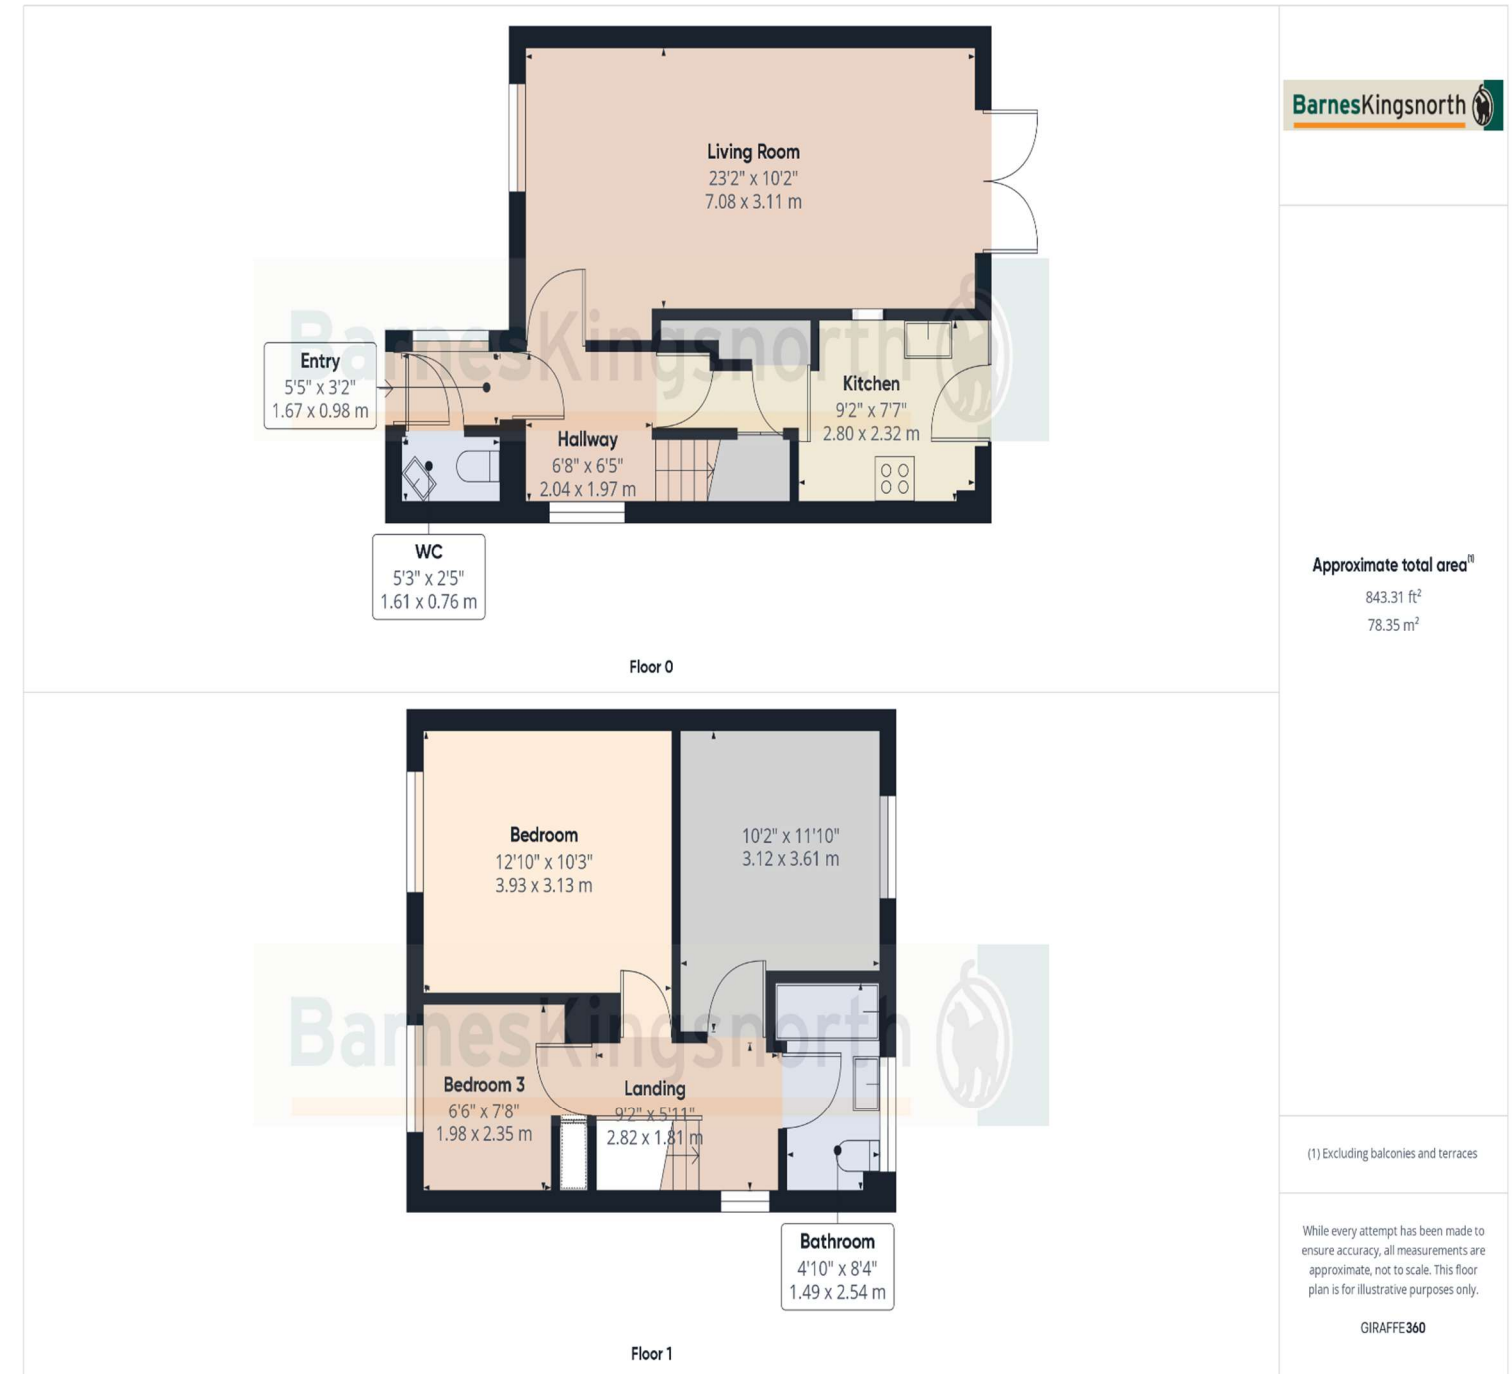 BarnesKingsnorth
Living Room
23'2" x 10'2"
7.08 x 3.11 m
BarnesKingsnorth
Entry
5'5" x 3'2"
1.67 x 0.98 m
Kitchen
9'2" x 7'7"
2.80 x 2.32 m
Hallway
6'8" x 6'5"
2.04 x 1.97 m
WC
5'3" x 2'5"
1.61 x 0.76 m
Floor 0
Approximate total area(1)
843.31 ft²
78.35 m²
Bedroom
12'10" x 10'3"
3.93 x 3.13 m
10'2" x 11'10"
3.12 x 3.61 m
BarnesKingsnorth
Bedroom 3
6'6" x 7'8"
1.98 x 2.35 m
Landing
9'2" x 5'11"
2.82 x 1.81 m
Bathroom
4'10" x 8'4"
1.49 x 2.54 m
Floor 1
(1) Excluding balconies and terraces
While every attempt has been made to
ensure accuracy, all measurements are
approximate, not to scale. This floor
plan is for illustrative purposes only.
GIRAFFE360